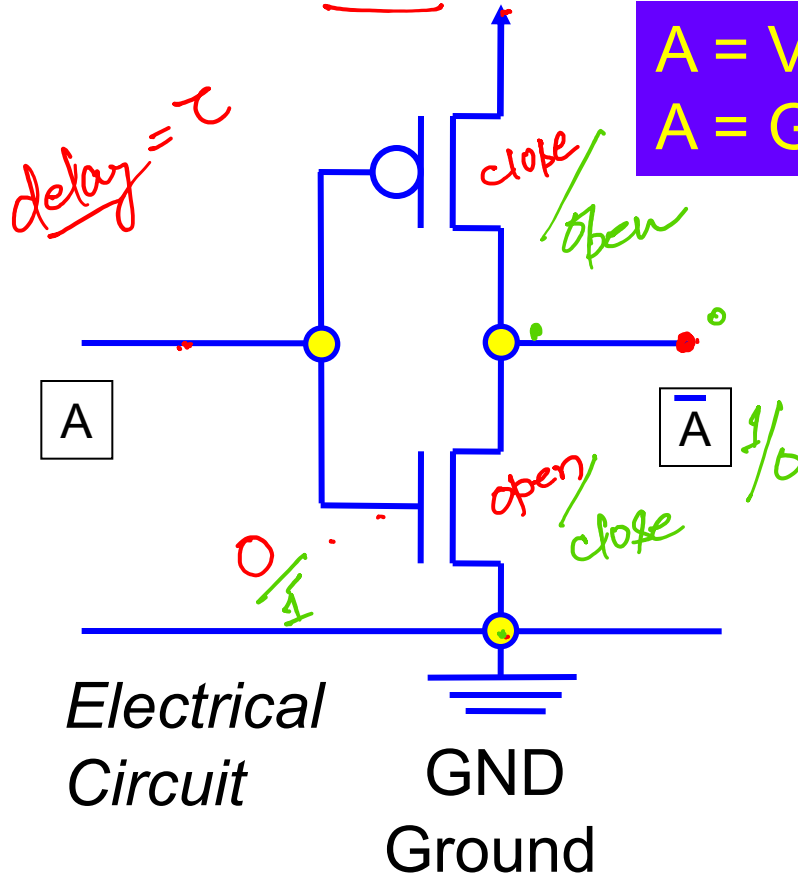 A = V
A = G
delay = τ
close
/ open
A
A̅
1/0
open
/ close
0/1
Electrical
Circuit
GND
Ground